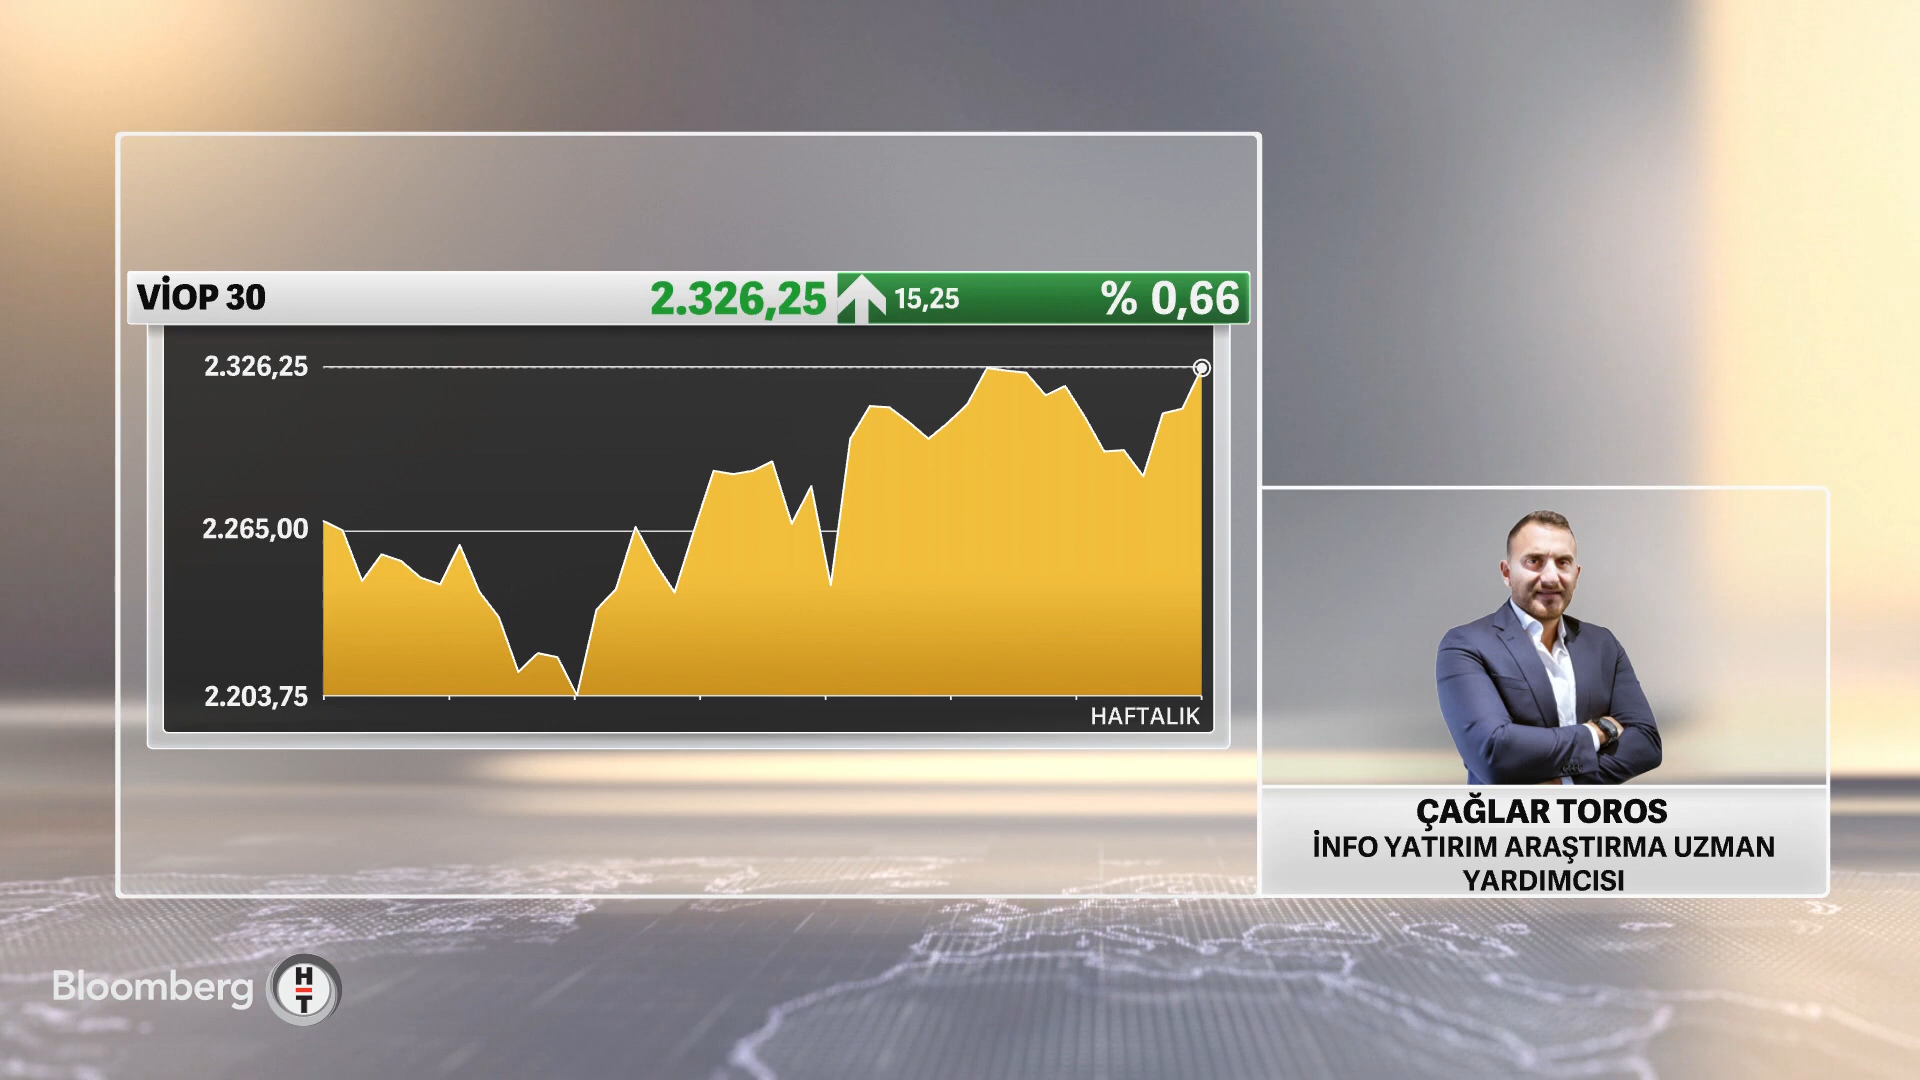 VİOP 30 2.326,25 15,25 % 0,66
2.326,25
2.265,00
2.203,75
HAFTALIK
ÇAĞLAR TOROS
İNFO YATIRIM ARAŞTIRMA UZMAN
YARDIMCISI
Bloomberg HT